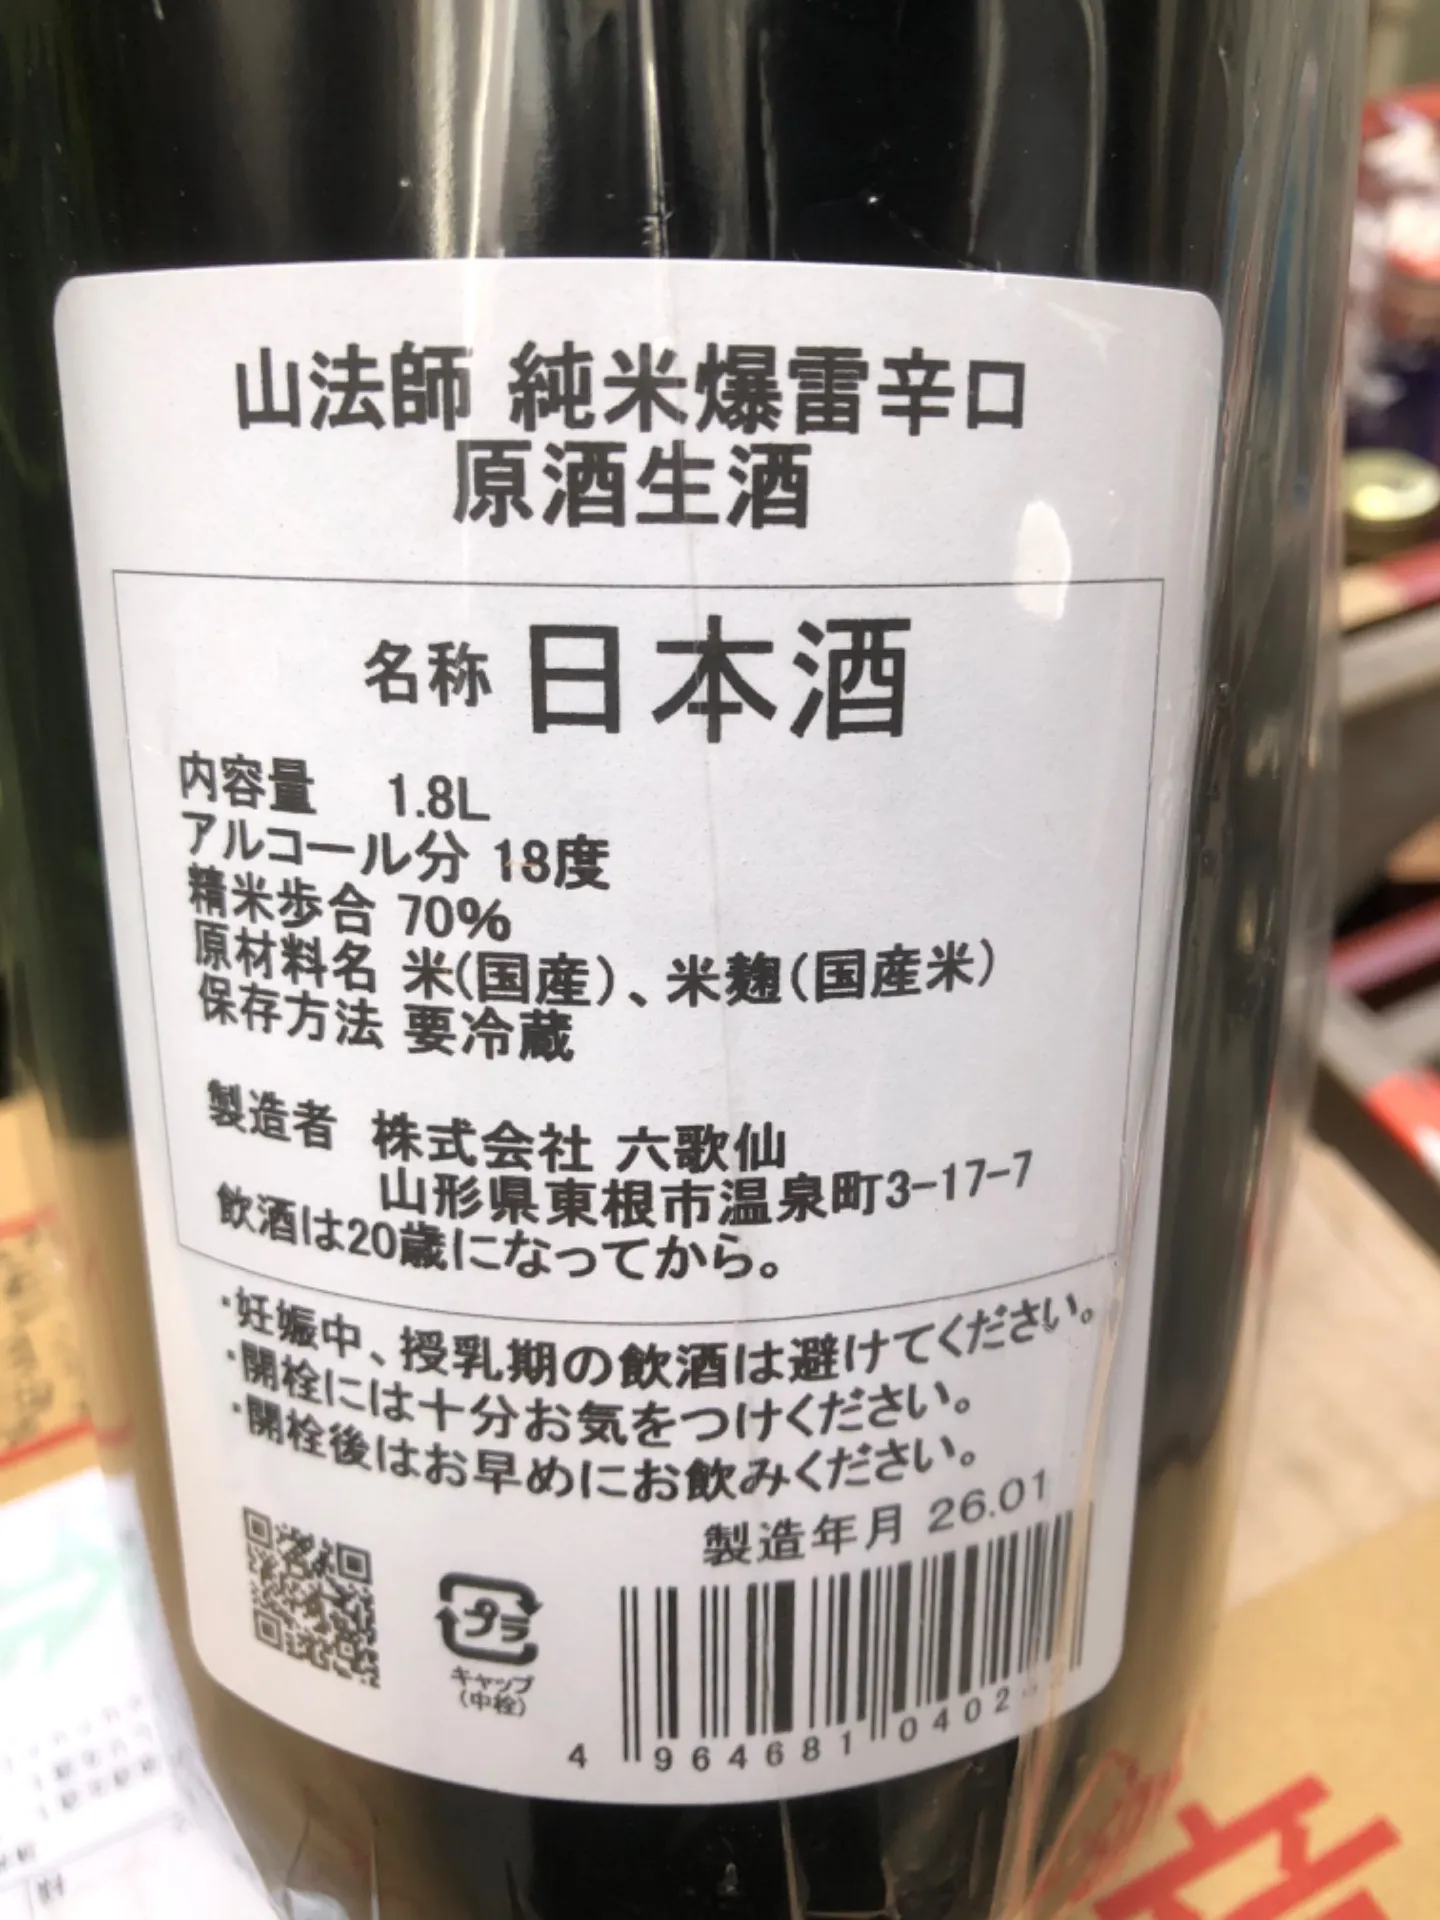 山法師 純米爆雷辛口
原酒生酒
名称 日本酒
内容量 1.8L
アルコール分 18度
精米歩合 70%
原材料名 米(国産)、米麹(国産米)
保存方法 要冷蔵
製造者 株式会社 六歌仙
山形県東根市温泉町3-17-7
飲酒は20歳になってから。
・妊娠中、授乳期の飲酒は避けてください。
・開栓には十分お気をつけください。
・開栓後はお早めにお飲みください。
製造年月 26.01
プラ
キャップ
(中栓)
4 964681 0402